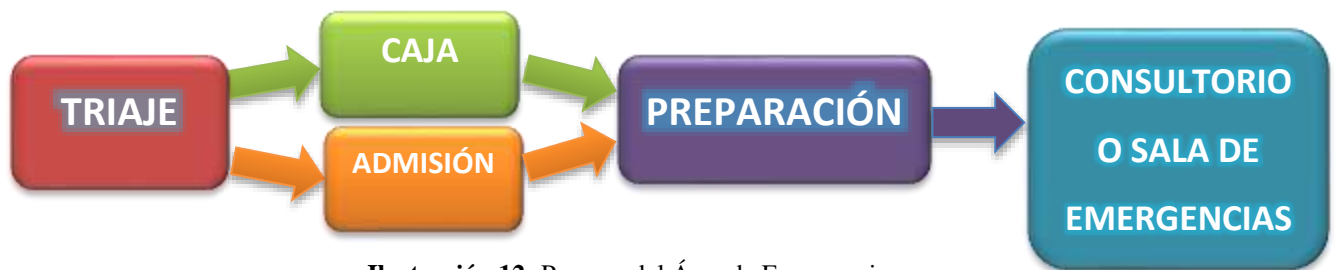 TRIAJE
CAJA
ADMISIÓN
PREPARACIÓN
CONSULTORIO
O SALA DE
EMERGENCIAS